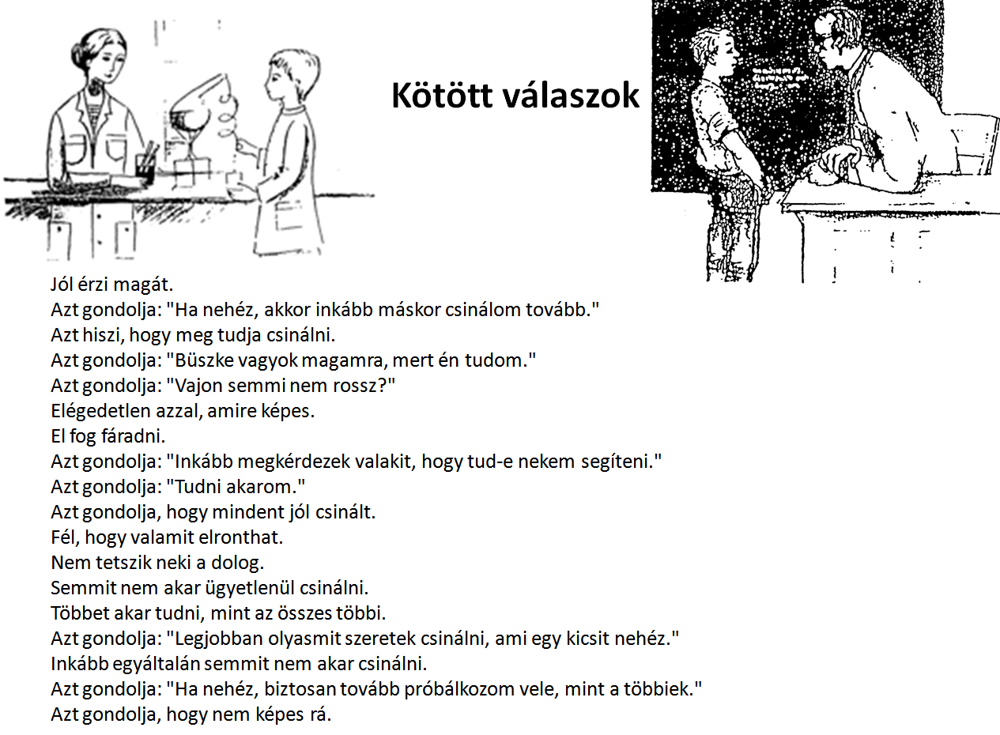 Kötött válaszok
Jól érzi magát.
Azt gondolja: "Ha nehéz, akkor inkább máskor csinálom tovább."
Azt hiszi, hogy meg tudja csinálni.
Azt gondolja: "Büszke vagyok magamra, mert én tudom."
Azt gondolja: "Vajon semmi nem rossz?"
Elégedetlen azzal, amire képes.
El fog fáradni.
Azt gondolja: "Inkább megkérdezek valakit, hogy tud-e nekem segíteni."
Azt gondolja: "Tudni akarom."
Azt gondolja, hogy mindent jól csinált.
Fél, hogy valamit elronthat.
Nem tetszik neki a dolog.
Semmit nem akar ügyetlenül csinálni.
Többet akar tudni, mint az összes többi.
Azt gondolja: "Legjobban olyasmit szeretek csinálni, ami egy kicsit nehéz."
Inkább egyáltalán semmit nem akar csinálni.
Azt gondolja: "Ha nehéz, biztosan tovább próbálkozom vele, mint a többiek."
Azt gondolja, hogy nem képes rá.